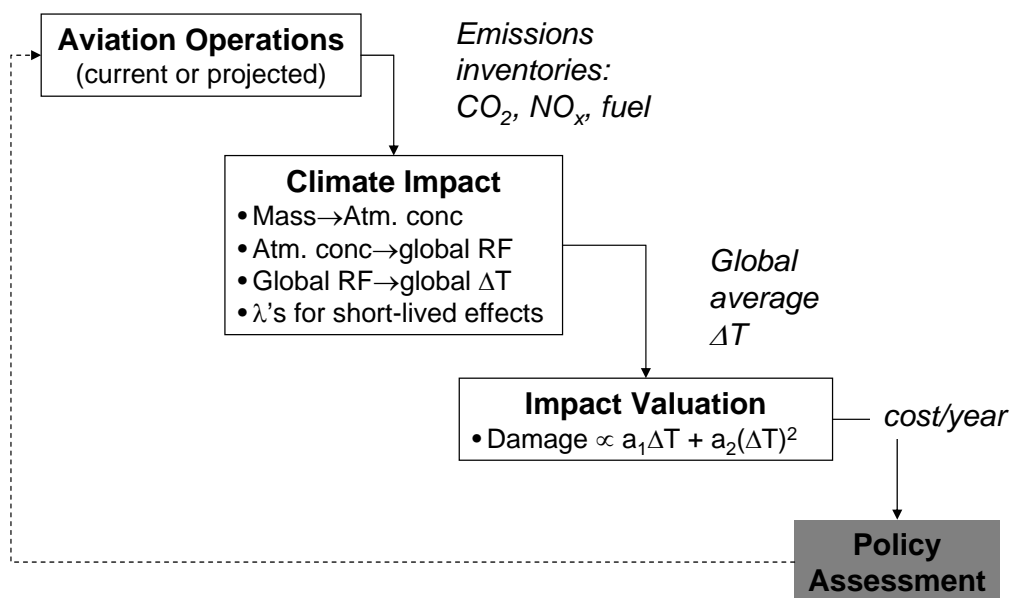 Aviation Operations
(current or projected)
Emissions
inventories:
CO₂, NOₓ, fuel
Climate Impact
• Mass→Atm. conc
• Atm. conc→global RF
• Global RF→global ΔT
• λ's for short-lived effects
Global
average
ΔT
Impact Valuation
• Damage ∝ a₁ΔT + a₂(ΔT)²
cost/year
Policy
Assessment